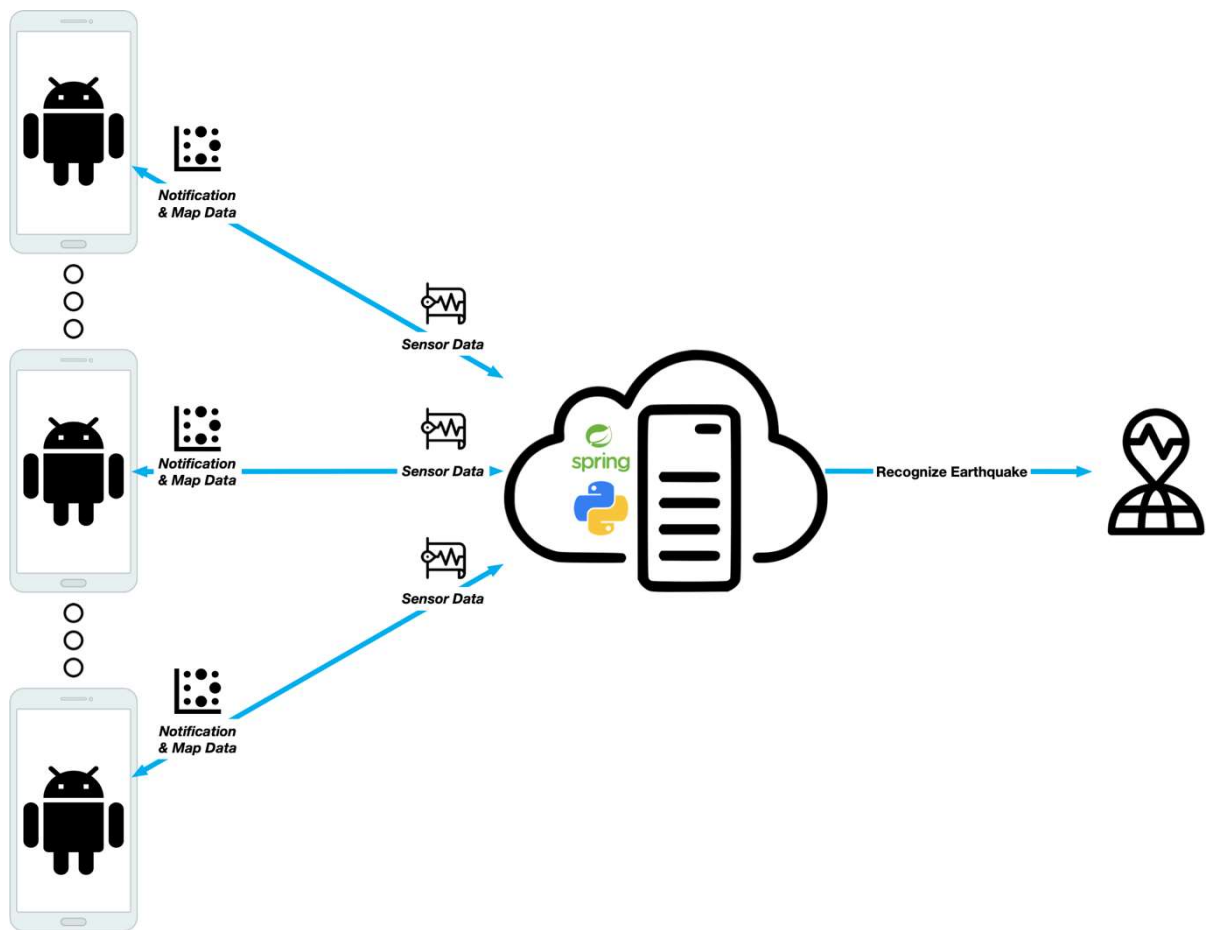 Notification
& Map Data
Sensor Data
Notification
& Map Data
Sensor Data
spring
Recognize Earthquake
Sensor Data
Notification
& Map Data